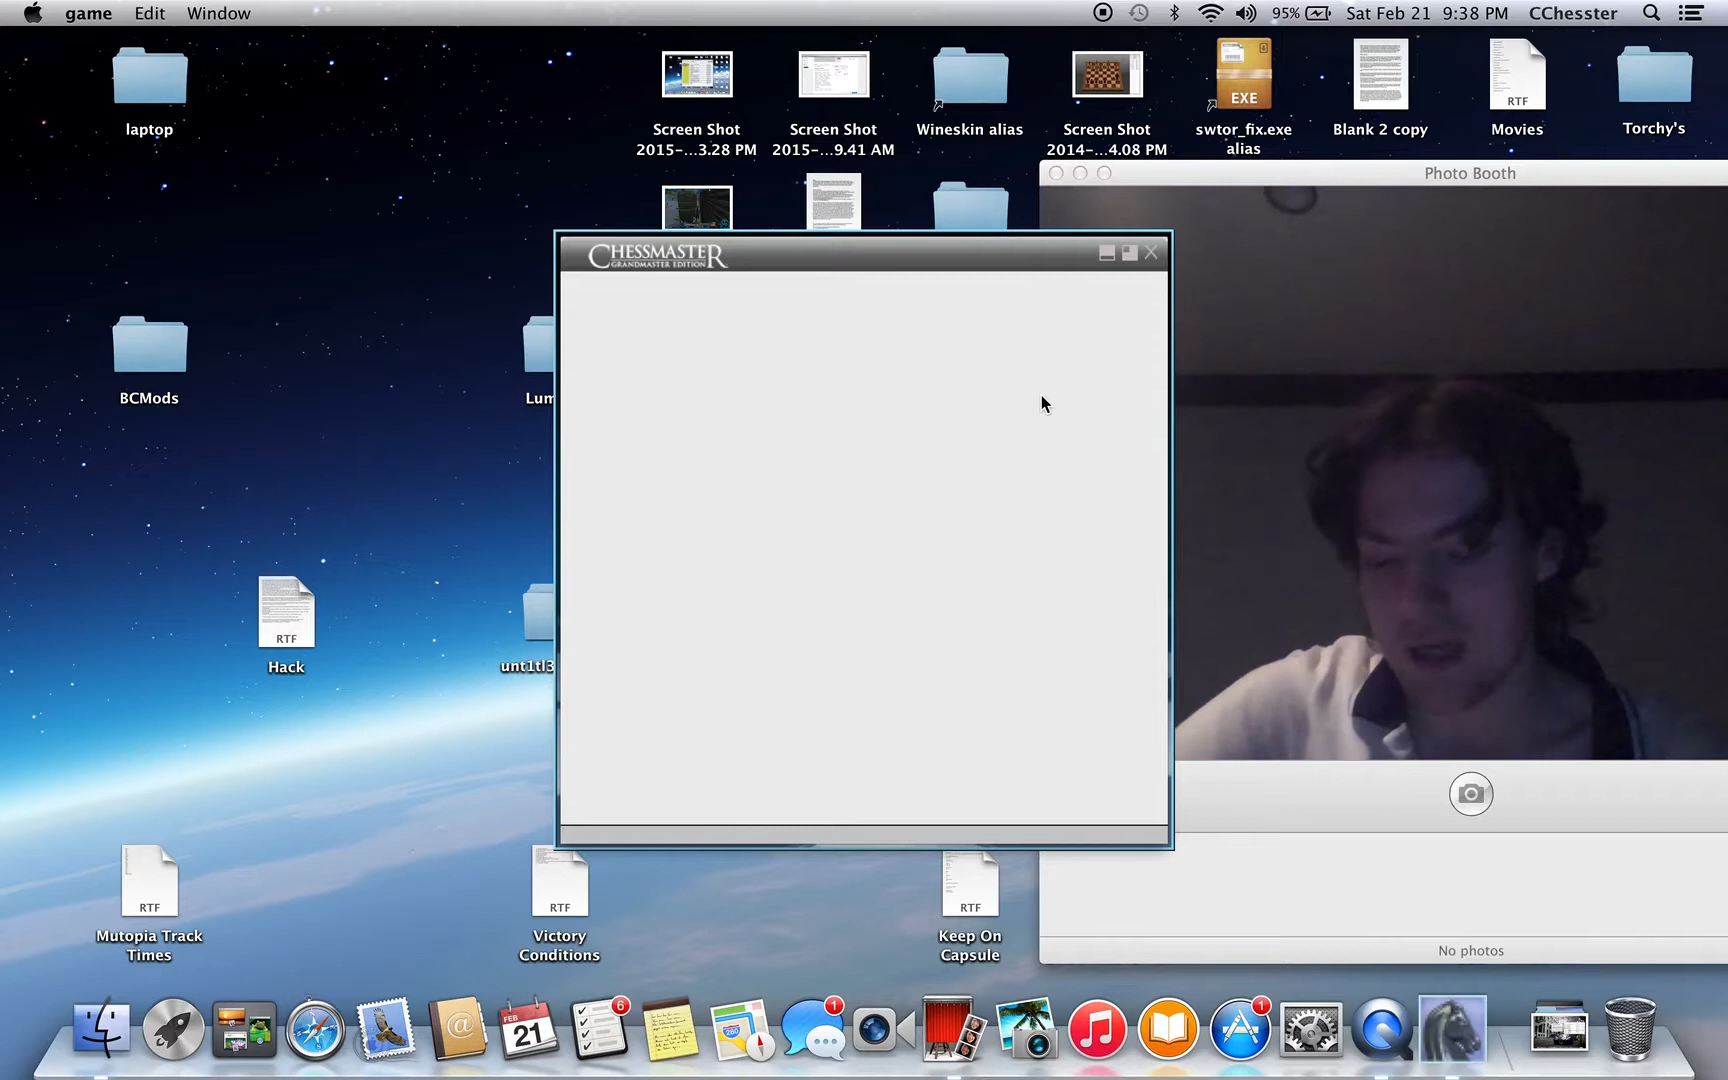 game Edit Window 95% Sat Feb 21 9:38 PM CChesster
laptop
Screen Shot
2015-...3.28 PM
Screen Shot
2015-...9.41 AM
Wineskin alias
Screen Shot
2014-...4.08 PM
EXE
swtor_fix.exe
alias
Blank 2 copy
RTF
Movies
Torchy's
Photo Booth
CHESSMASTER
GRANDMASTER EDITION
BCMods
Lum
RTF
Hack
unt1tl3
RTF
Mutopia Track
Times
RTF
Victory
Conditions
RTF
Keep On
Capsule
No photos
FEB
21
6
280
1
1